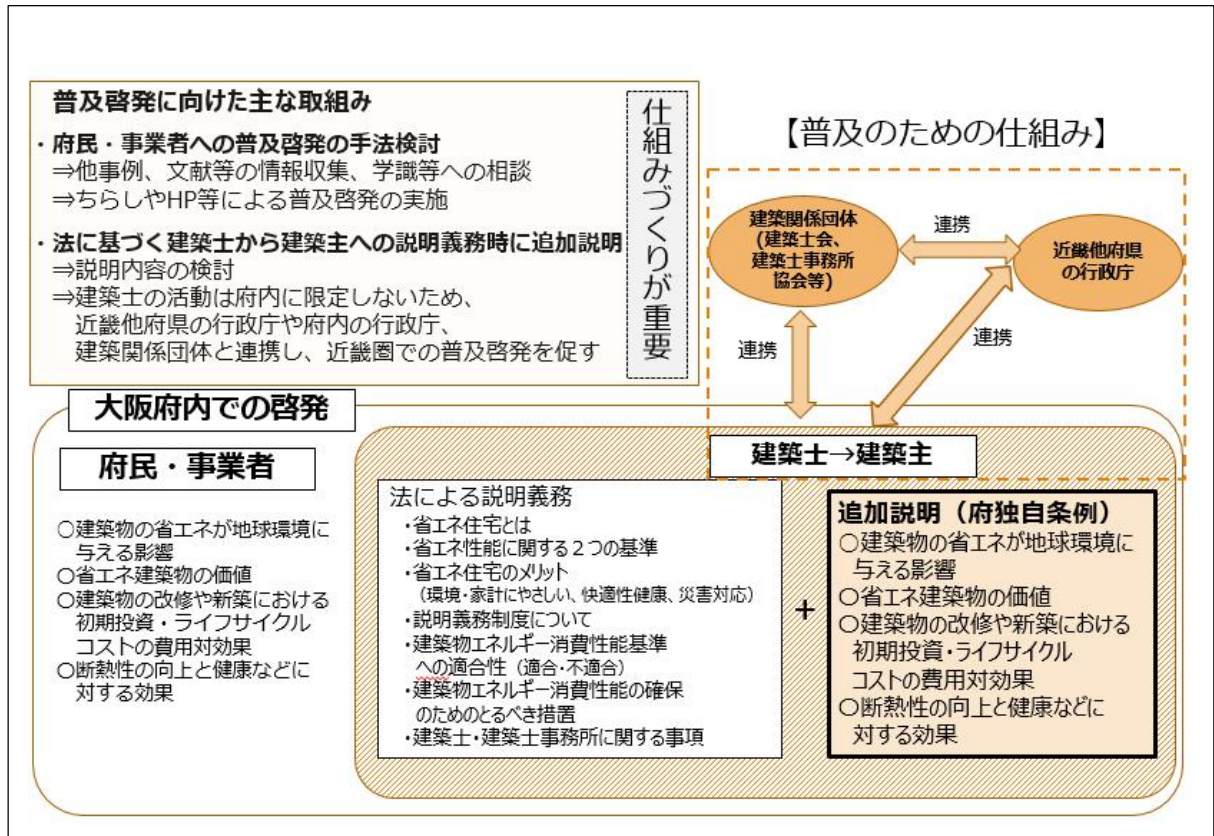 普及啓発に向けた主な取組み
・府民・事業者への普及啓発の手法検討
⇒他事例、文献等の情報収集、学識等への相談
⇒ちらしやHP等による普及啓発の実施
・法に基づく建築士から建築主への説明義務時に追加説明
⇒説明内容の検討
⇒建築士の活動は府内に限定しないため、
近畿他府県の行政庁や府内の行政庁、
建築関係団体と連携し、近畿圏での普及啓発を促す
仕組みづくりが重要
【普及のための仕組み】
建築関係団体
(建築士会、
建築士事務所
協会等)
連携
近畿他府県
の行政庁
連携
連携
大阪府内での啓発
府民・事業者
○建築物の省エネが地球環境に
与える影響
○省エネ建築物の価値
○建築物の改修や新築における
初期投資・ライフサイクル
コストの費用対効果
○断熱性の向上と健康などに
対する効果
建築士→建築主
法による説明義務
・省エネ住宅とは
・省エネ性能に関する2つの基準
・省エネ住宅のメリット
(環境・家計にやさしい、快適性健康、災害対応)
・説明義務制度について
・建築物エネルギー消費性能基準
への適合性(適合・不適合)
・建築物エネルギー消費性能の確保
のためのとるべき措置
・建築士・建築士事務所に関する事項
+
追加説明(府独自条例)
○建築物の省エネが地球環境に
与える影響
○省エネ建築物の価値
○建築物の改修や新築における
初期投資・ライフサイクル
コストの費用対効果
○断熱性の向上と健康などに
対する効果